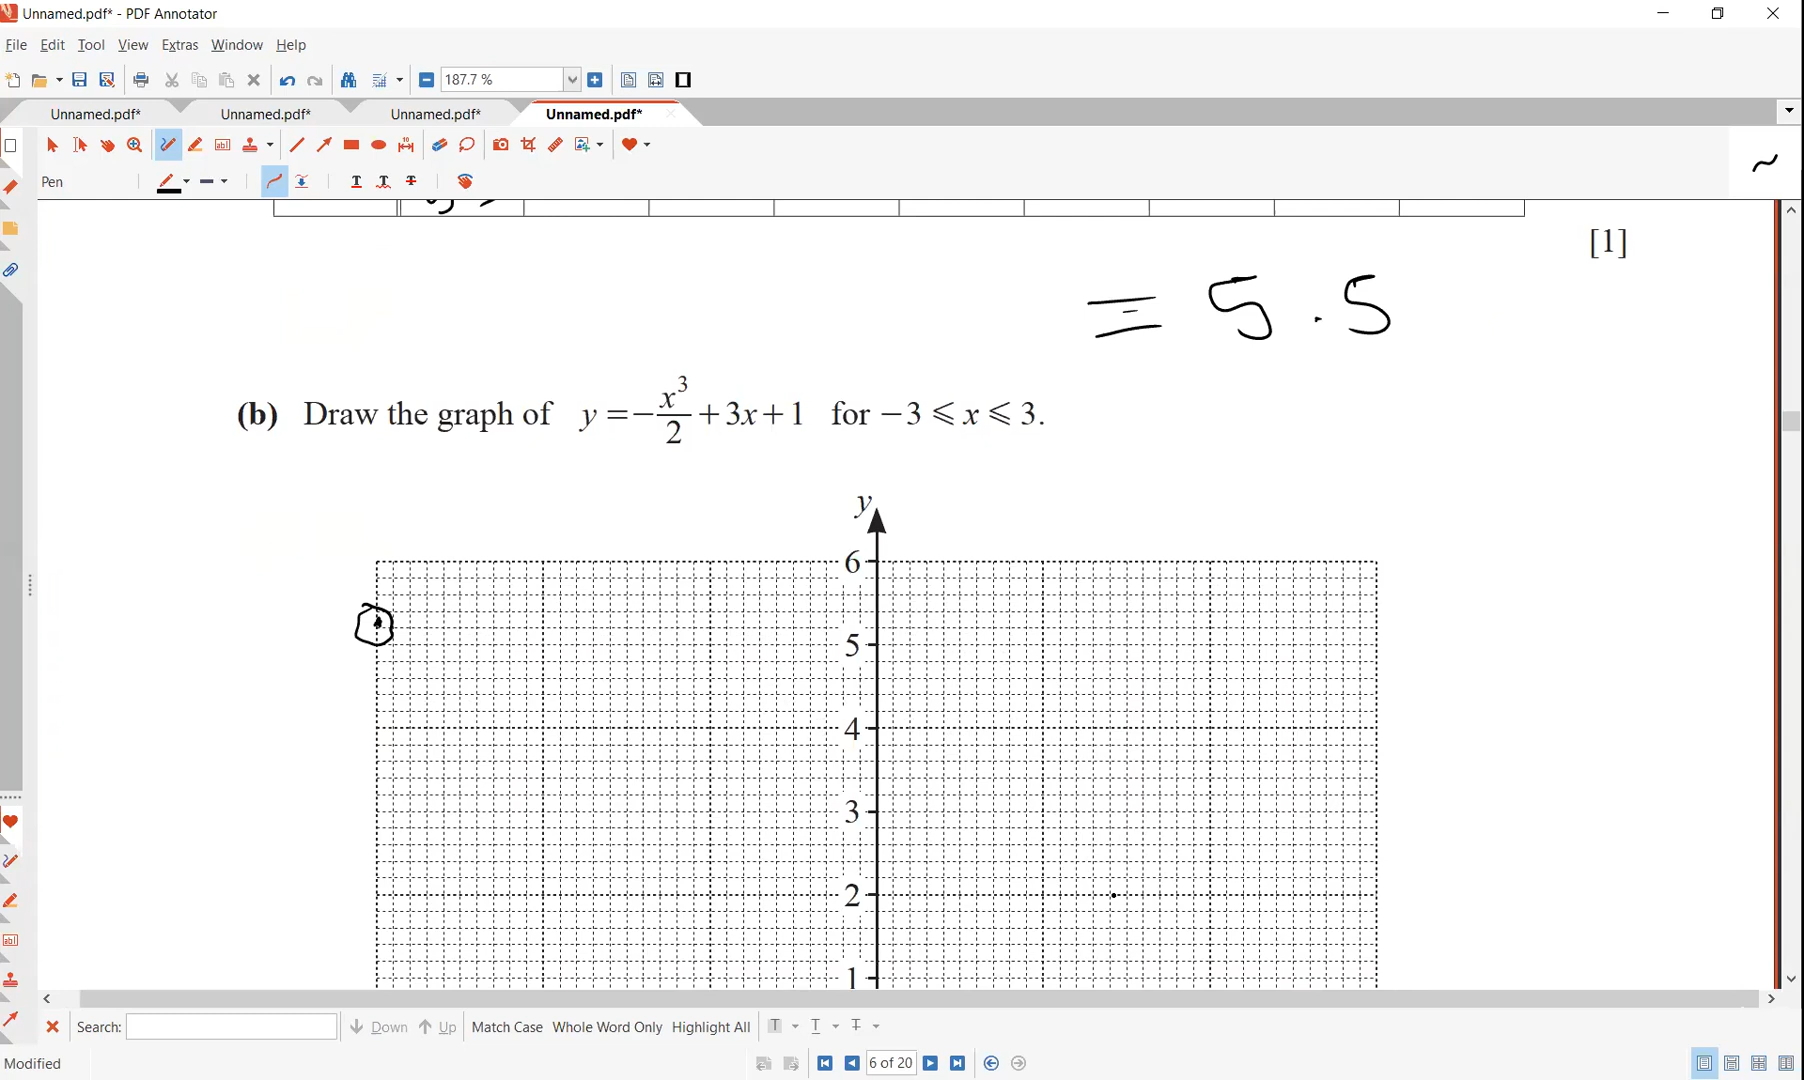 Unnamed.pdf* - PDF Annotator
File Edit Tool View Extras Window Help
187.7 %
Unnamed.pdf* Unnamed.pdf* Unnamed.pdf* Unnamed.pdf*
Pen
[1]
= 5.5
(b) Draw the graph of y = −x³/2 + 3x + 1 for −3 ⩽ x ⩽ 3.
y
6
5
4
3
2
1
Search: Down Up Match Case Whole Word Only Highlight All
Modified 6 of 20